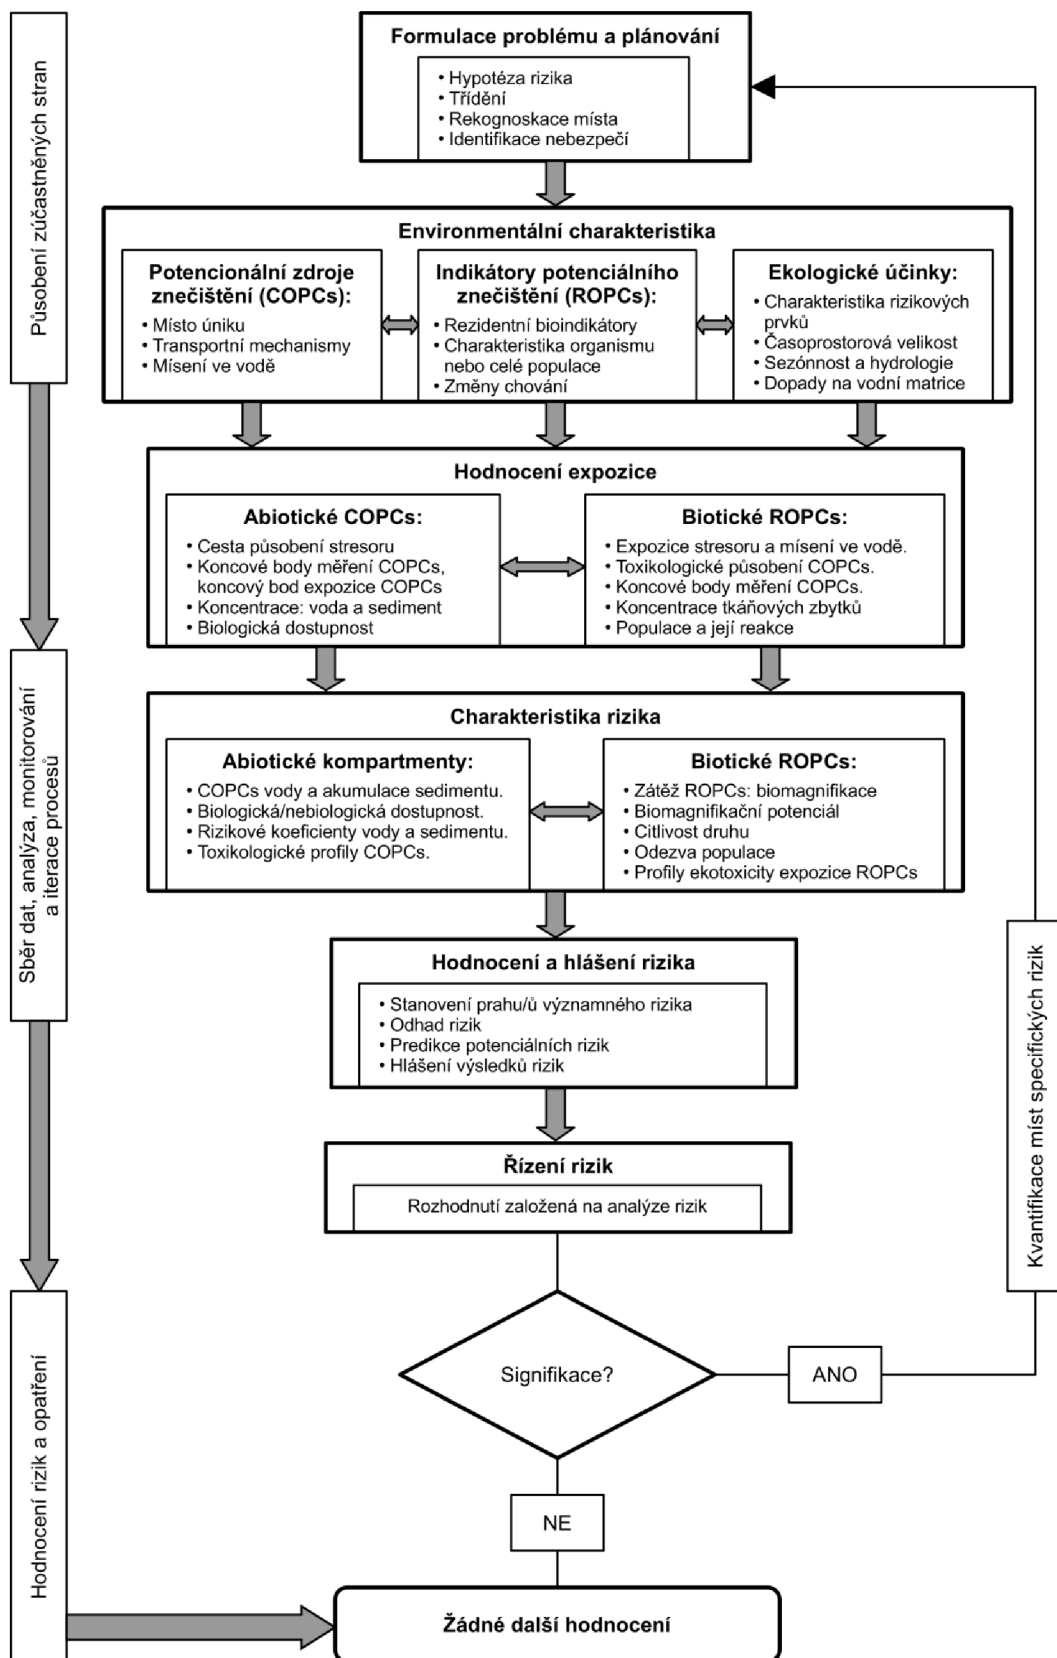 Působení zúčastněných stran
Formulace problému a plánování
• Hypotéza rizika
• Třídění
• Rekognoskace místa
• Identifikace nebezpečí
Environmentální charakteristika
Potencionální zdroje
znečištění (COPCs):
• Místo úniku
• Transportní mechanismy
• Mísení ve vodě
Indikátory potenciálního
znečištění (ROPCs):
• Rezidentní bioindikátory
• Charakteristika organismu
nebo celé populace
• Změny chování
Ekologické účinky:
• Charakteristika rizikových
prvků
• Časoprostorová velikost
• Sezónnost a hydrologie
• Dopady na vodní matrice
Hodnocení expozice
Abiotické COPCs:
• Cesta působení stresoru
• Koncové body měření COPCs,
koncový bod expozice COPCs
• Koncentrace: voda a sediment
• Biologická dostupnost
Biotické ROPCs:
• Expozice stresoru a mísení ve vodě.
• Toxikologické působení COPCs.
• Koncové body měření COPCs.
• Koncentrace tkáňových zbytků
• Populace a její reakce
Sběr dat, analýza, monitorování
a iterace procesů
Charakteristika rizika
Abiotické kompartmenty:
• COPCs vody a akumulace sedimentu.
• Biologická/nebiologická dostupnost.
• Rizikové koeficienty vody a sedimentu.
• Toxikologické profily COPCs.
Biotické ROPCs:
• Zátěž ROPCs: biomagnifikace
• Biomagnifikační potenciál
• Citlivost druhu
• Odezva populace
• Profily ekotoxicity expozice ROPCs
Hodnocení a hlášení rizika
• Stanovení prahu/ů významného rizika
• Odhad rizik
• Predikce potenciálních rizik
• Hlášení výsledků rizik
Kvantifikace míst specifických rizik
Řízení rizik
Rozhodnutí založená na analýze rizik
Hodnocení rizik a opatření
Signifikace?
ANO
NE
Žádné další hodnocení